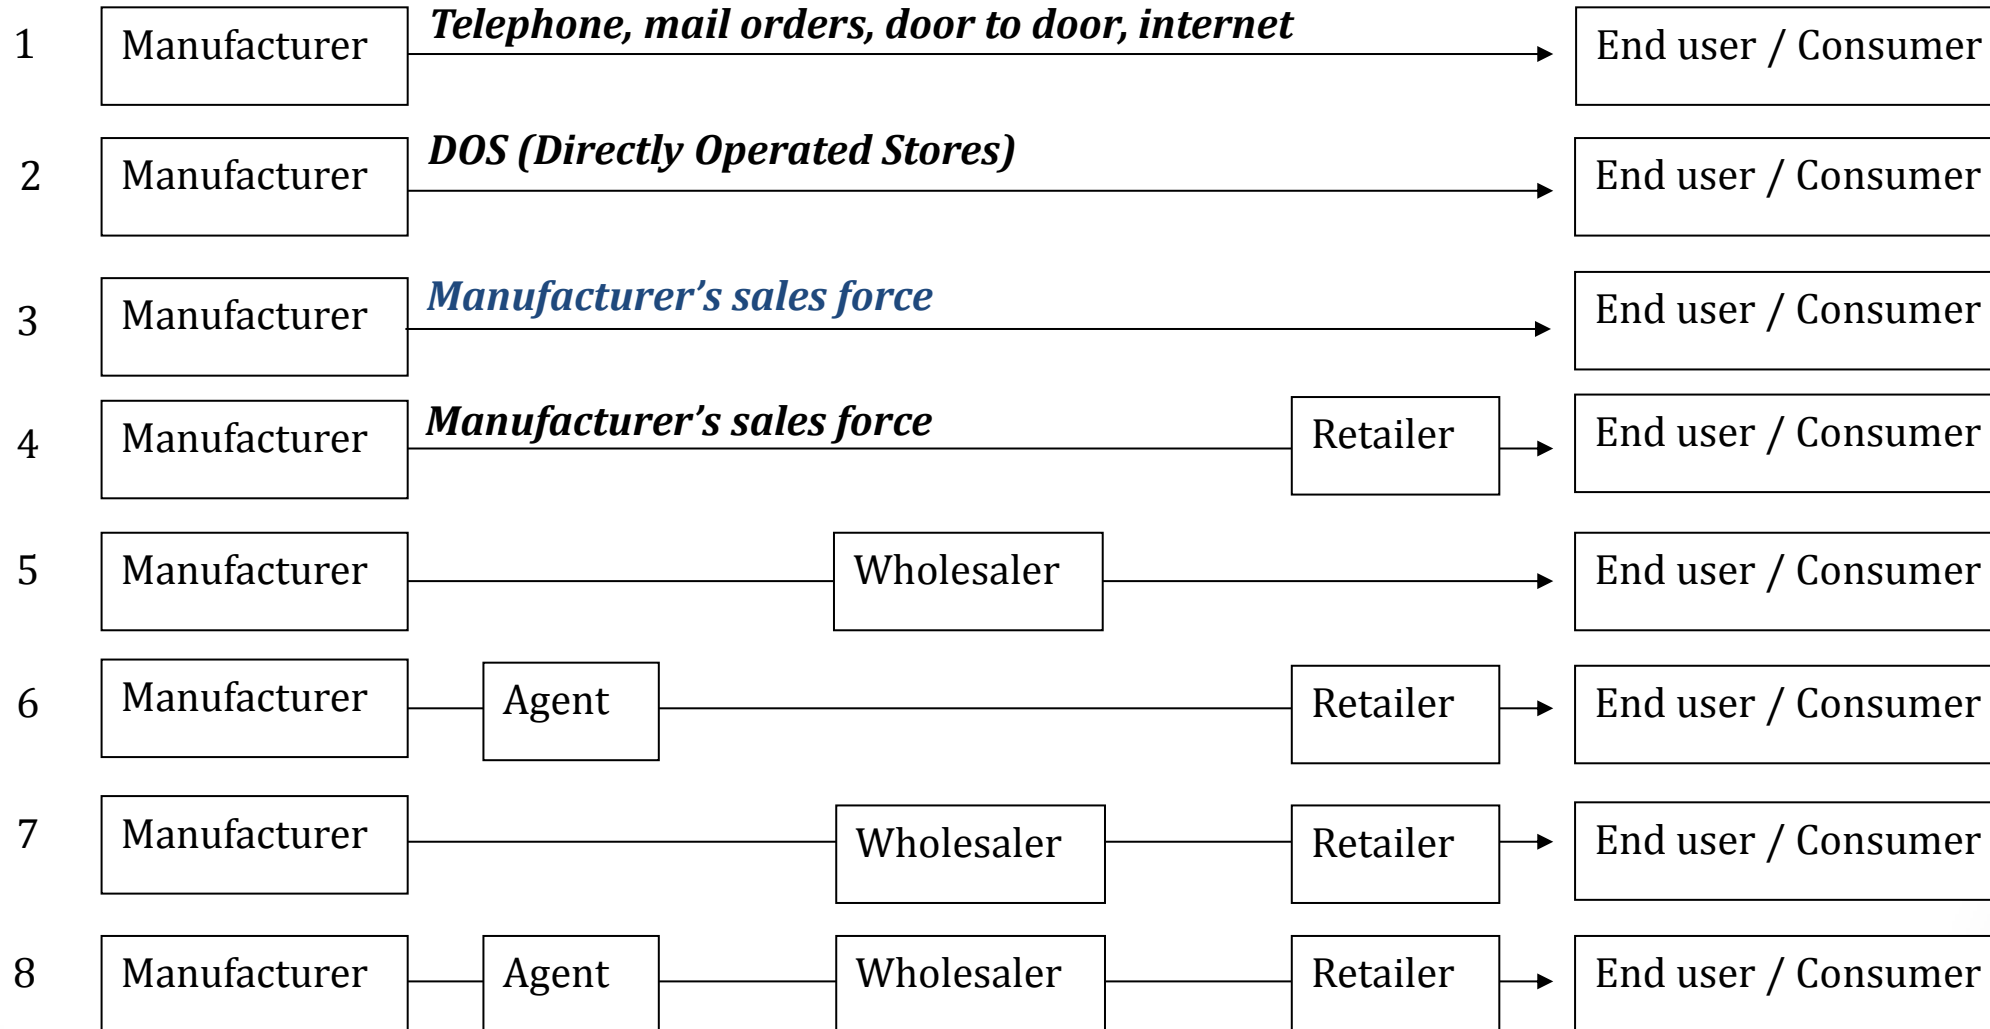 1 Manufacturer Telephone, mail orders, door to door, internet End user / Consumer
2 Manufacturer DOS (Directly Operated Stores) End user / Consumer
3 Manufacturer Manufacturer’s sales force End user / Consumer
4 Manufacturer Manufacturer’s sales force Retailer End user / Consumer
5 Manufacturer Wholesaler End user / Consumer
6 Manufacturer Agent Retailer End user / Consumer
7 Manufacturer Wholesaler Retailer End user / Consumer
8 Manufacturer Agent Wholesaler Retailer End user / Consumer